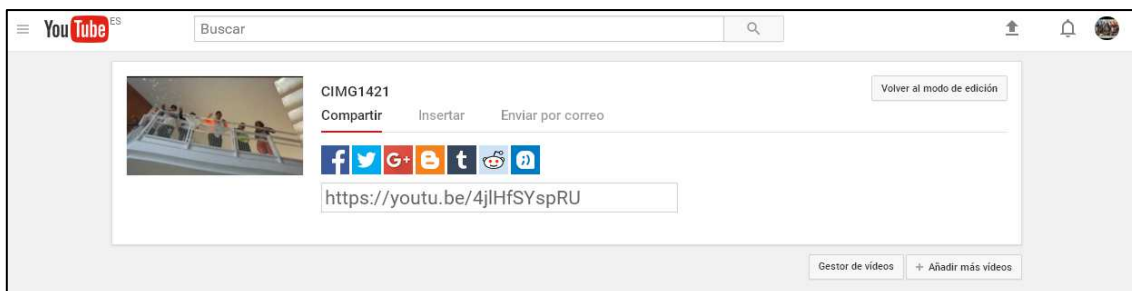 YouTube ES
Buscar
CIMG1421
Volver al modo de edición
Compartir Insertar Enviar por correo
https://youtu.be/4jlHfSYspRU
Gestor de vídeos + Añadir más vídeos